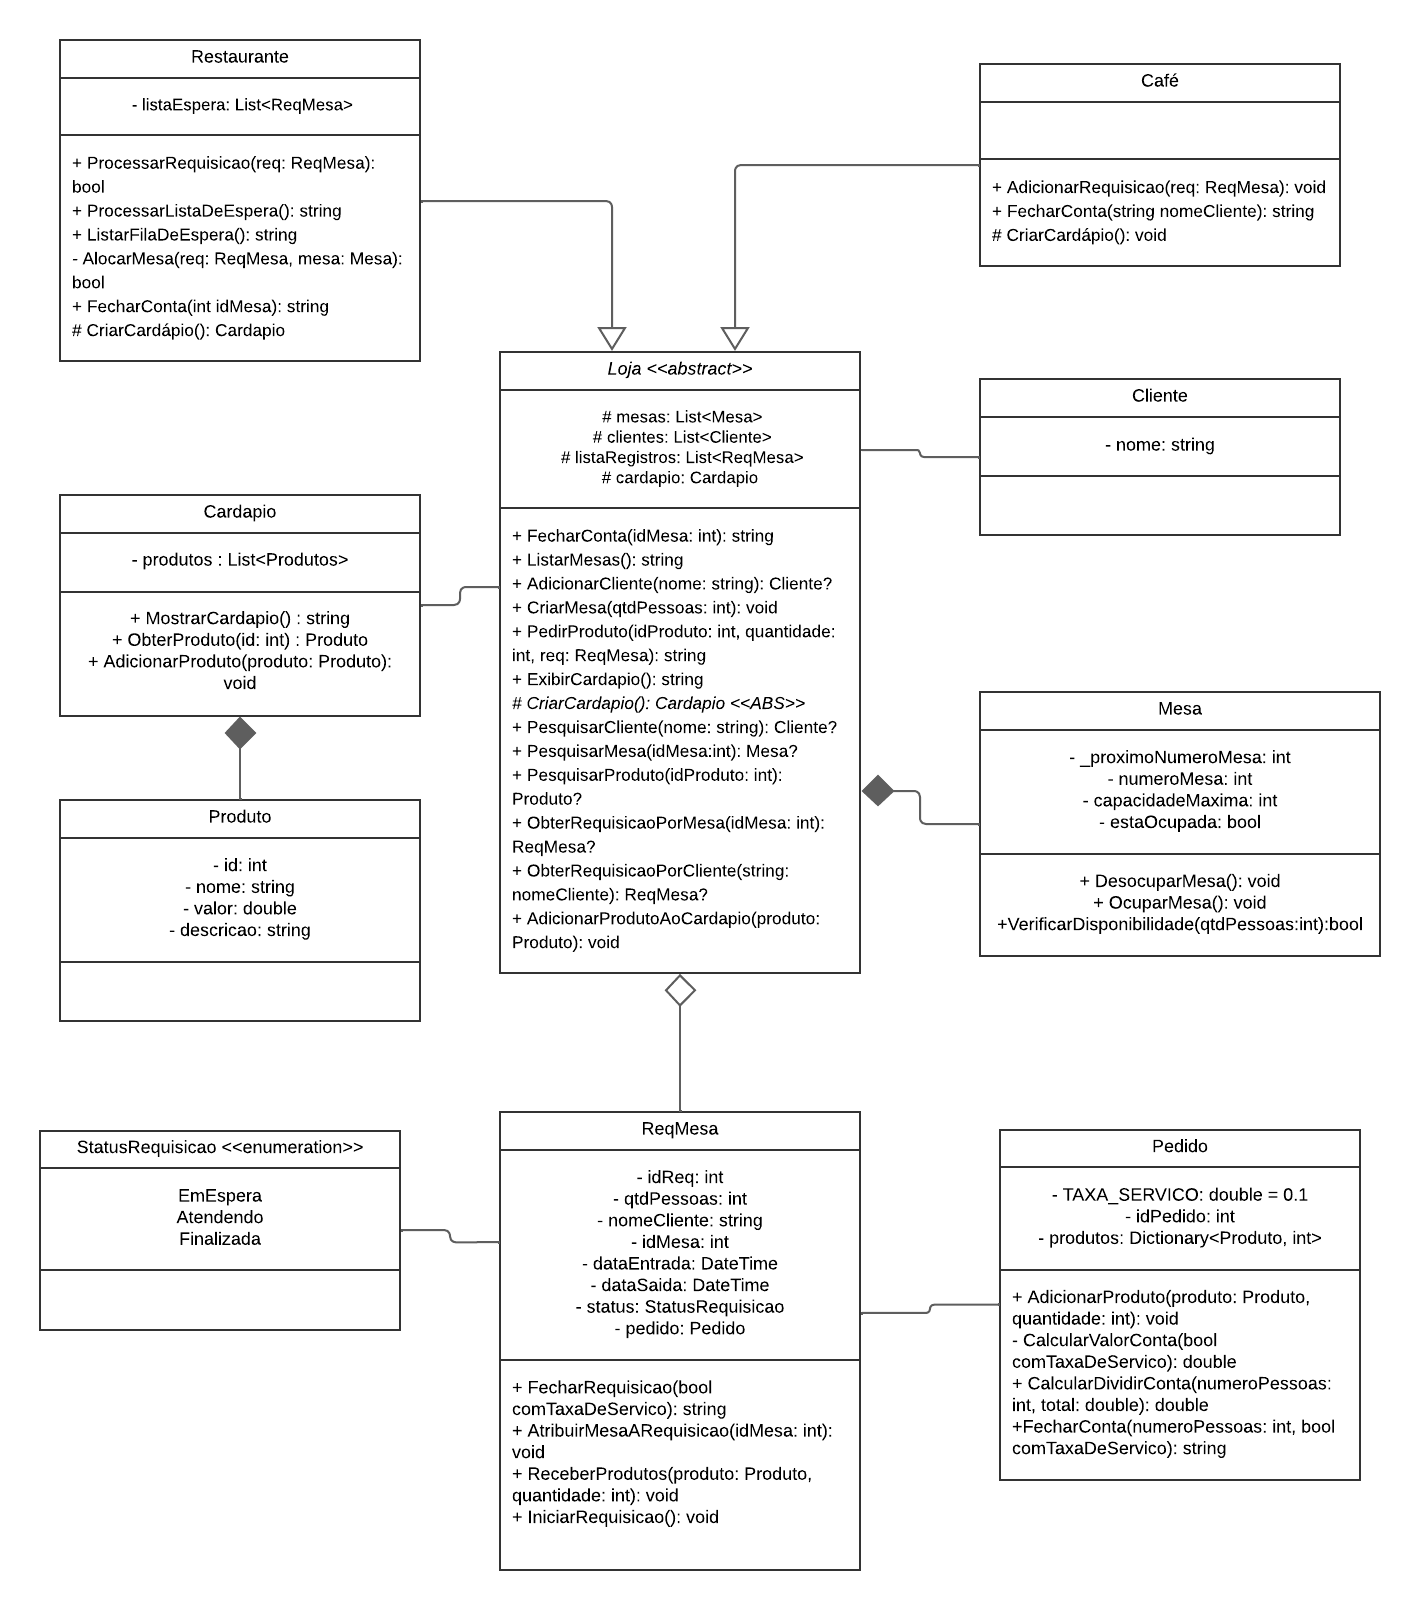 Restaurante
- listaEspera: List<ReqMesa>
+ ProcessarRequisicao(req: ReqMesa):
bool
+ ProcessarListaDeEspera(): string
+ ListarFilaDeEspera(): string
- AlocarMesa(req: ReqMesa, mesa: Mesa):
bool
+ FecharConta(int idMesa): string
# CriarCardápio(): Cardapio
Café
+ AdicionarRequisicao(req: ReqMesa): void
+ FecharConta(string nomeCliente): string
# CriarCardápio(): void
Loja <<abstract>>
# mesas: List<Mesa>
# clientes: List<Cliente>
# listaRegistros: List<ReqMesa>
# cardapio: Cardapio
+ FecharConta(idMesa: int): string
+ ListarMesas(): string
+ AdicionarCliente(nome: string): Cliente?
+ CriarMesa(qtdPessoas: int): void
+ PedirProduto(idProduto: int, quantidade:
int, req: ReqMesa): string
+ ExibirCardapio(): string
# CriarCardapio(): Cardapio <<ABS>>
+ PesquisarCliente(nome: string): Cliente?
+ PesquisarMesa(idMesa:int): Mesa?
+ PesquisarProduto(idProduto: int):
Produto?
+ ObterRequisicaoPorMesa(idMesa: int):
ReqMesa?
+ ObterRequisicaoPorCliente(string:
nomeCliente): ReqMesa?
+ AdicionarProdutoAoCardapio(produto:
Produto): void
Cliente
- nome: string
Cardapio
- produtos : List<Produtos>
+ MostrarCardapio() : string
+ ObterProduto(id: int) : Produto
+ AdicionarProduto(produto: Produto):
void
Produto
- id: int
- nome: string
- valor: double
- descricao: string
Mesa
- _proximoNumeroMesa: int
- numeroMesa: int
- capacidadeMaxima: int
- estaOcupada: bool
+ DesocuparMesa(): void
+ OcuparMesa(): void
+VerificarDisponibilidade(qtdPessoas:int):bool
StatusRequisicao <<enumeration>>
EmEspera
Atendendo
Finalizada
ReqMesa
- idReq: int
- qtdPessoas: int
- nomeCliente: string
- idMesa: int
- dataEntrada: DateTime
- dataSaida: DateTime
- status: StatusRequisicao
- pedido: Pedido
+ FecharRequisicao(bool
comTaxaDeServico): string
+ AtribuirMesaARequisicao(idMesa: int):
void
+ ReceberProdutos(produto: Produto,
quantidade: int): void
+ IniciarRequisicao(): void
Pedido
- TAXA_SERVICO: double = 0.1
- idPedido: int
- produtos: Dictionary<Produto, int>
+ AdicionarProduto(produto: Produto,
quantidade: int): void
- CalcularValorConta(bool
comTaxaDeServico): double
+ CalcularDividirConta(numeroPessoas:
int, total: double): double
+FecharConta(numeroPessoas: int, bool
comTaxaDeServico): string